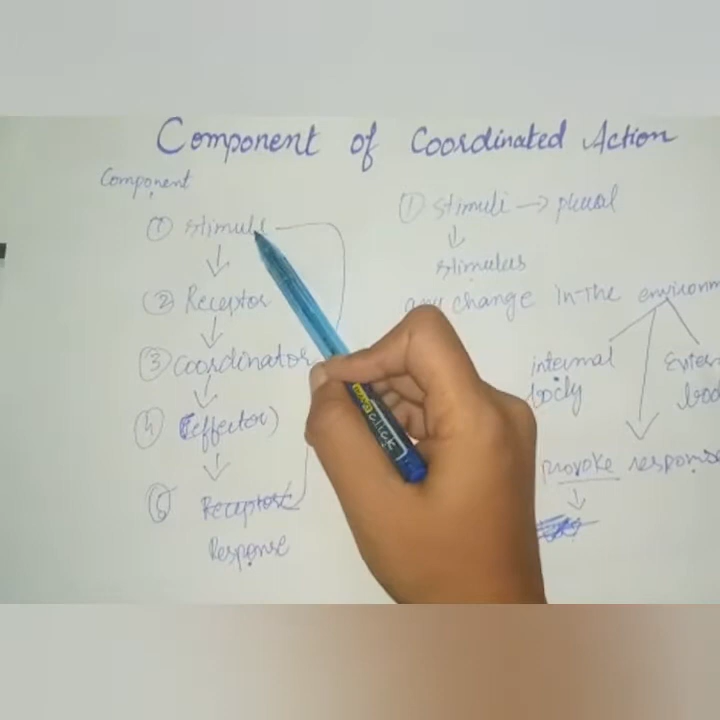 Component of Coordinated Action
Component
① Stimuli
② Receptor
③ Coordinator
④ (effector)
⑤ Receptor
Response
① Stimuli → plural
Stimulus
any change in the environm
internal
body
Exter
bod
provoke response
click